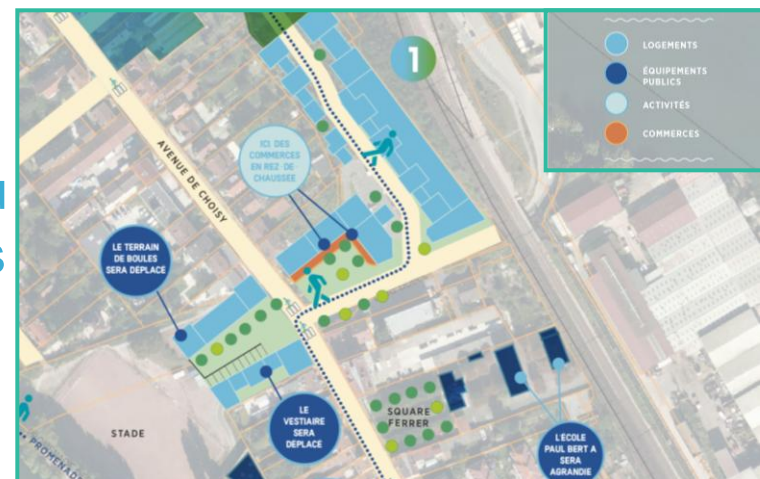 1
LOGEMENTS
ÉQUIPEMENTS
PUBLICS
ACTIVITÉS
COMMERCES
AVENUE DE CHOISY
ICI DES
COMMERCES
EN REZ-DE-
CHAUSSÉE
LE TERRAIN
DE BOULES
SERA DÉPLACÉ
STADE
LE
VESTIAIRE
SERA
DÉPLACÉ
SQUARE
FERRER
L'ÉCOLE
PAUL BERT A
SERA
AGRANDIE
PROMENADE
S